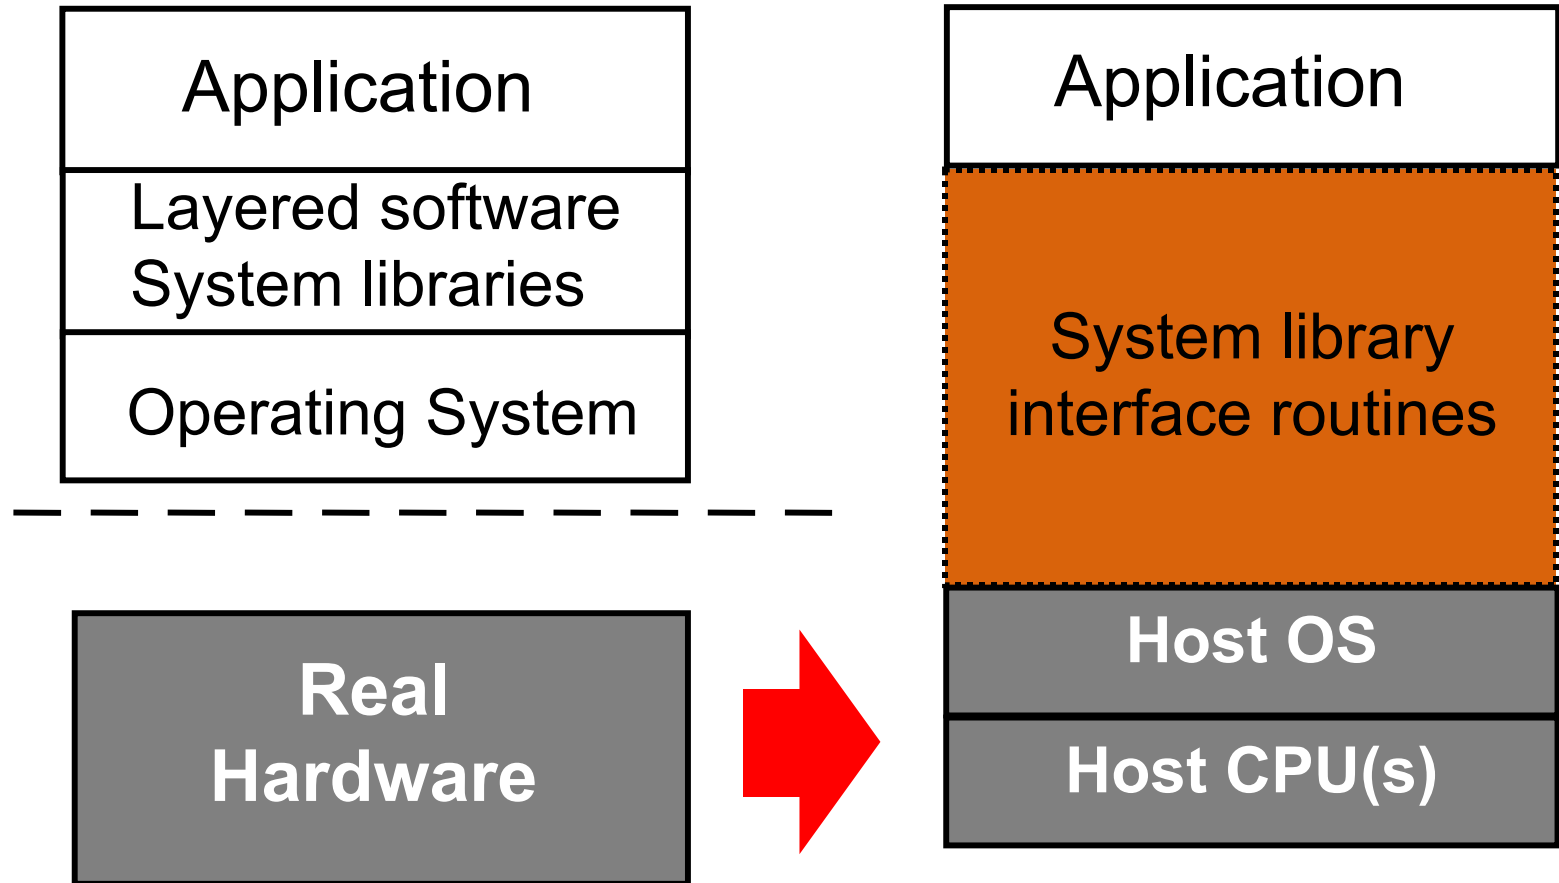 Application
Layered software
System libraries
Operating System
Real
Hardware
Application
System library
interface routines
Host OS
Host CPU(s)